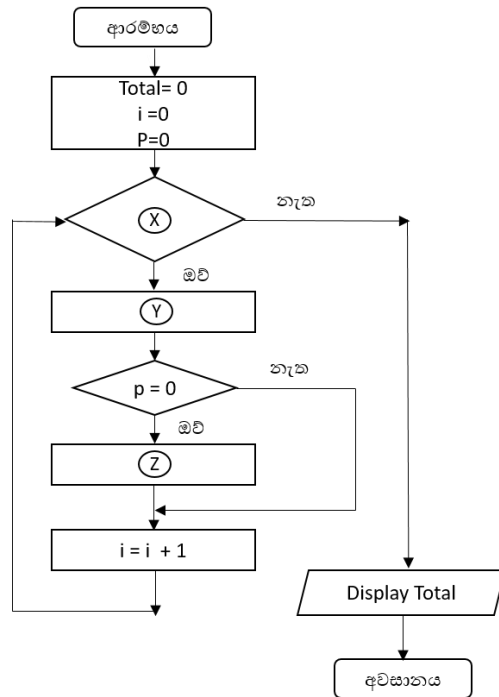 ආරම්භය
Total= 0
i =0
P=0
X
නැත
ඔව්
Y
p = 0
නැත
ඔව්
Z
i = i + 1
Display Total
අවසානය